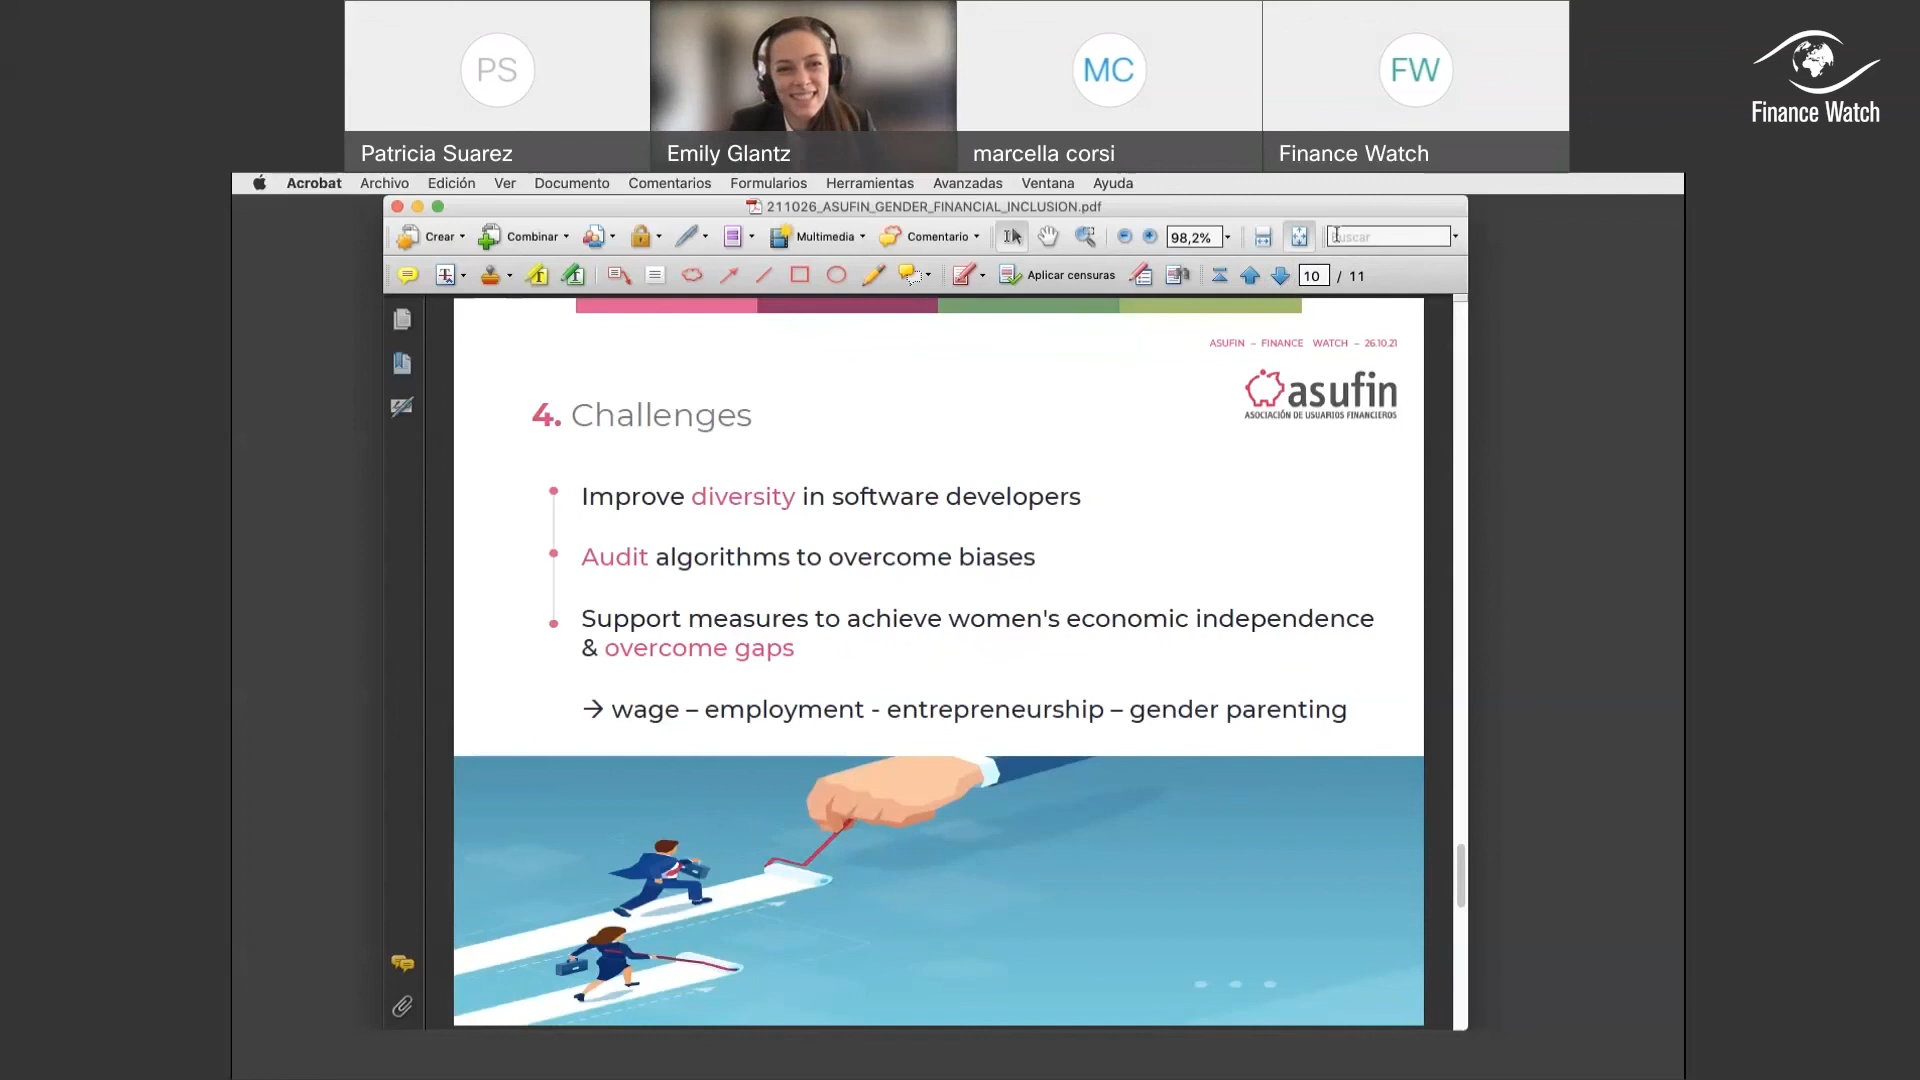 PS
MC
FW
Patricia Suarez
Emily Glantz
marcella corsi
Finance Watch
Finance Watch
Acrobat Archivo Edición Ver Documento Comentarios Formularios Herramientas Avanzadas Ventana Ayuda
211026_ASUFIN_GENDER_FINANCIAL_INCLUSION.pdf
Crear Combinar Multimedia Comentario 98,2% Buscar
Aplicar censuras 10 / 11
ASUFIN – FINANCE WATCH – 26.10.21
asufin
ASOCIACIÓN DE USUARIOS FINANCIEROS
4. Challenges
Improve diversity in software developers
Audit algorithms to overcome biases
Support measures to achieve women's economic independence
& overcome gaps
→ wage – employment - entrepreneurship – gender parenting